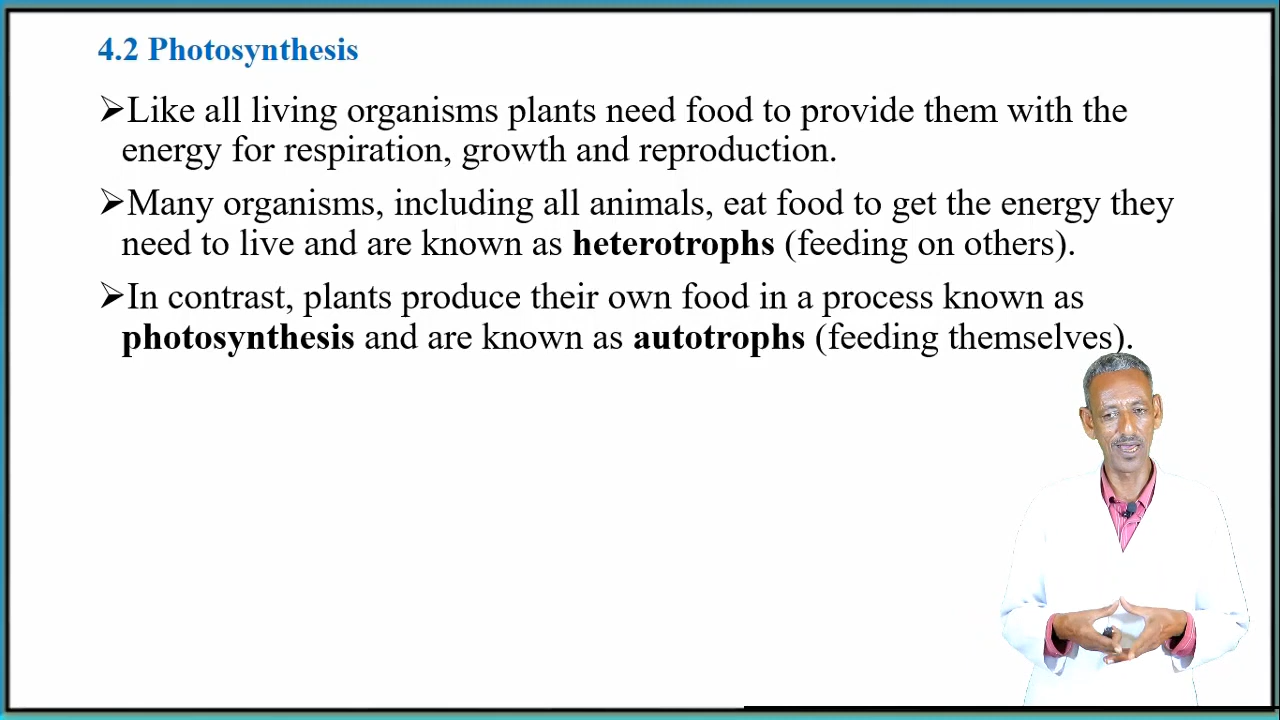 4.2 Photosynthesis
➢Like all living organisms plants need food to provide them with the
energy for respiration, growth and reproduction.
➢Many organisms, including all animals, eat food to get the energy they
need to live and are known as heterotrophs (feeding on others).
➢In contrast, plants produce their own food in a process known as
photosynthesis and are known as autotrophs (feeding themselves).